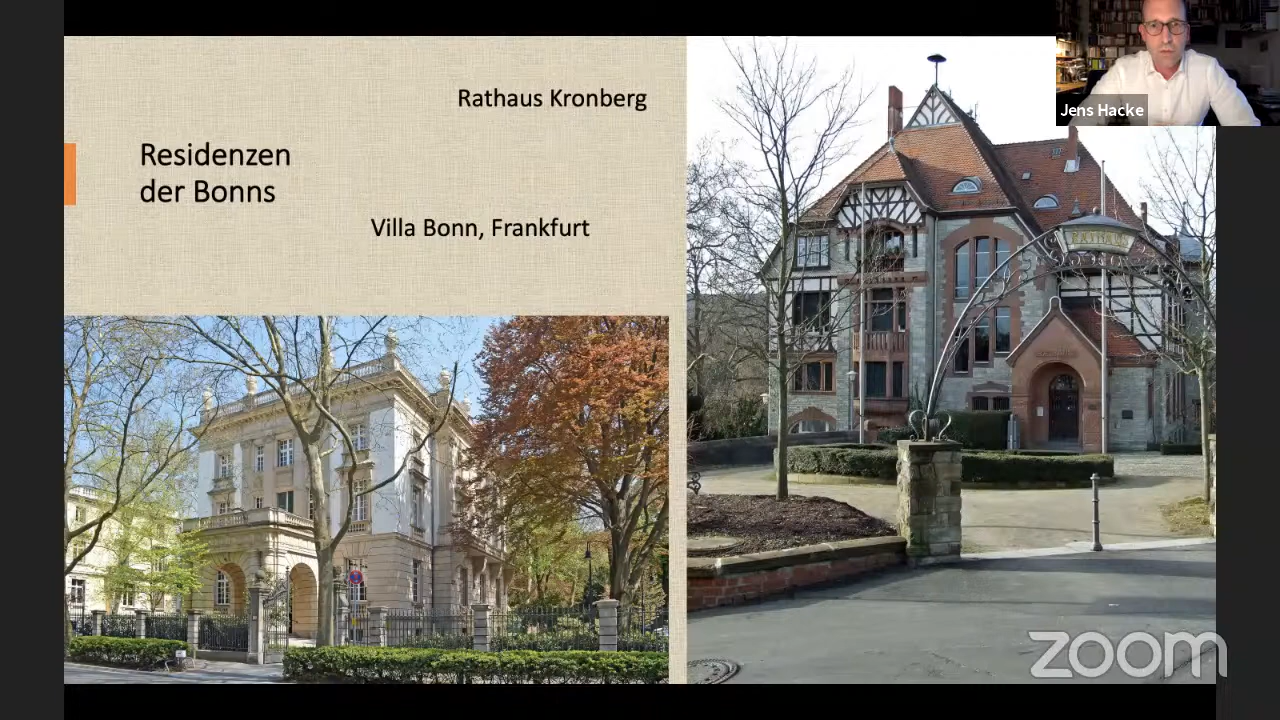 Rathaus Kronberg
Residenzen
der Bonns
Villa Bonn, Frankfurt
Jens Hacke
RATHAUS
zoom